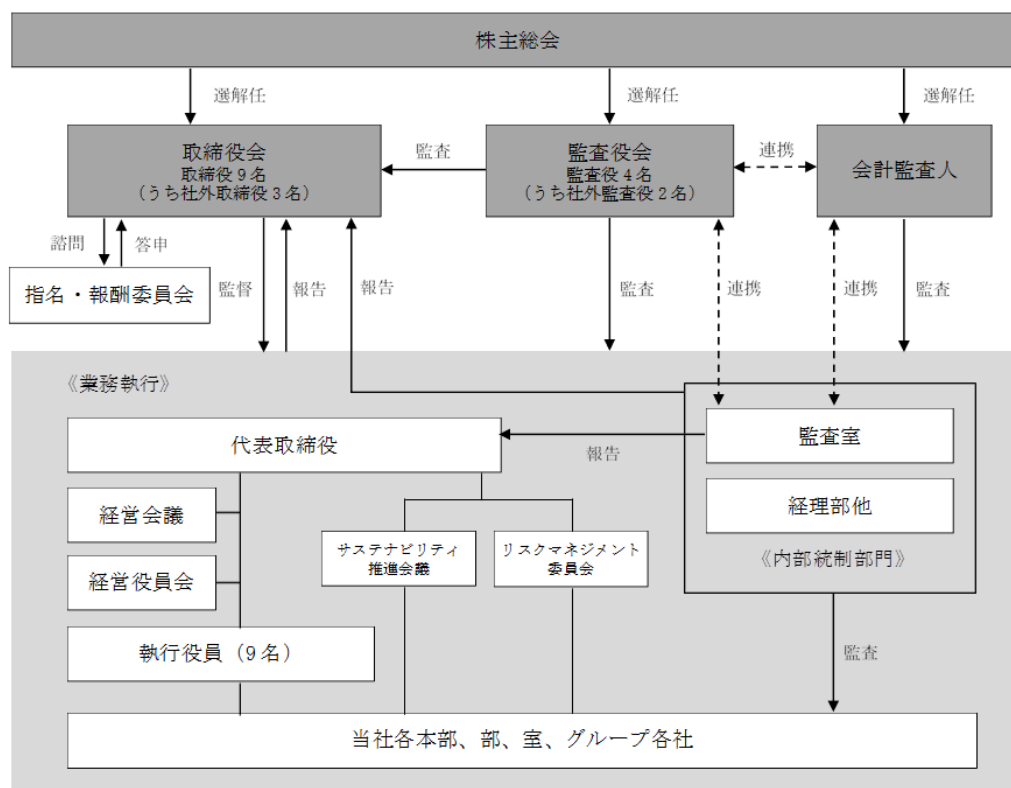 株主総会
選解任
選解任
選解任
取締役会
取締役9名
(うち社外取締役3名)
監査
監査役会
監査役4名
(うち社外監査役2名)
連携
会計監査人
諮問
答申
監督
報告
報告
監査
連携
連携
監査
指名・報酬委員会
《業務執行》
代表取締役
報告
監査室
経理部他
《内部統制部門》
経営会議
経営役員会
サステナビリティ
推進会議
リスクマネジメント
委員会
執行役員(9名)
監査
当社各本部、部、室、グループ各社